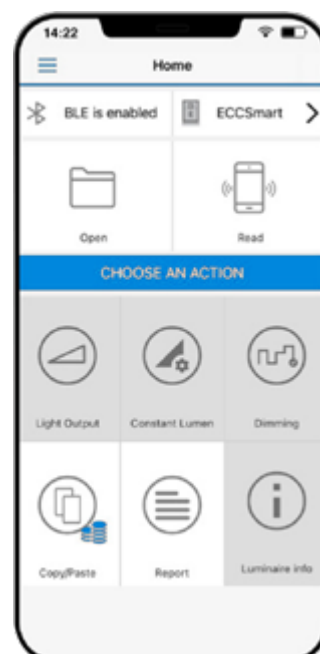 14:22
Home
BLE is enabled
ECCSmart
Open
Read
CHOOSE AN ACTION
Light Output
Constant Lumen
Dimming
Copy/Paste
Report
Luminaire info